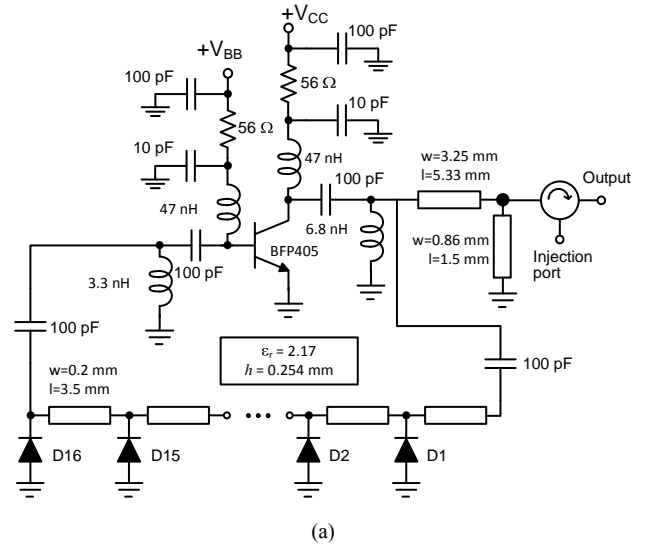 +VCC
100 pF
+VBB
100 pF
56 Ω
56 Ω
10 pF
10 pF
47 nH
100 pF
w=3.25 mm
l=5.33 mm
Output
47 nH
BFP405
6.8 nH
w=0.86 mm
l=1.5 mm
Injection
port
100 pF
3.3 nH
100 pF
εr = 2.17
h = 0.254 mm
100 pF
w=0.2 mm
l=3.5 mm
D16
D15
D2
D1
(a)